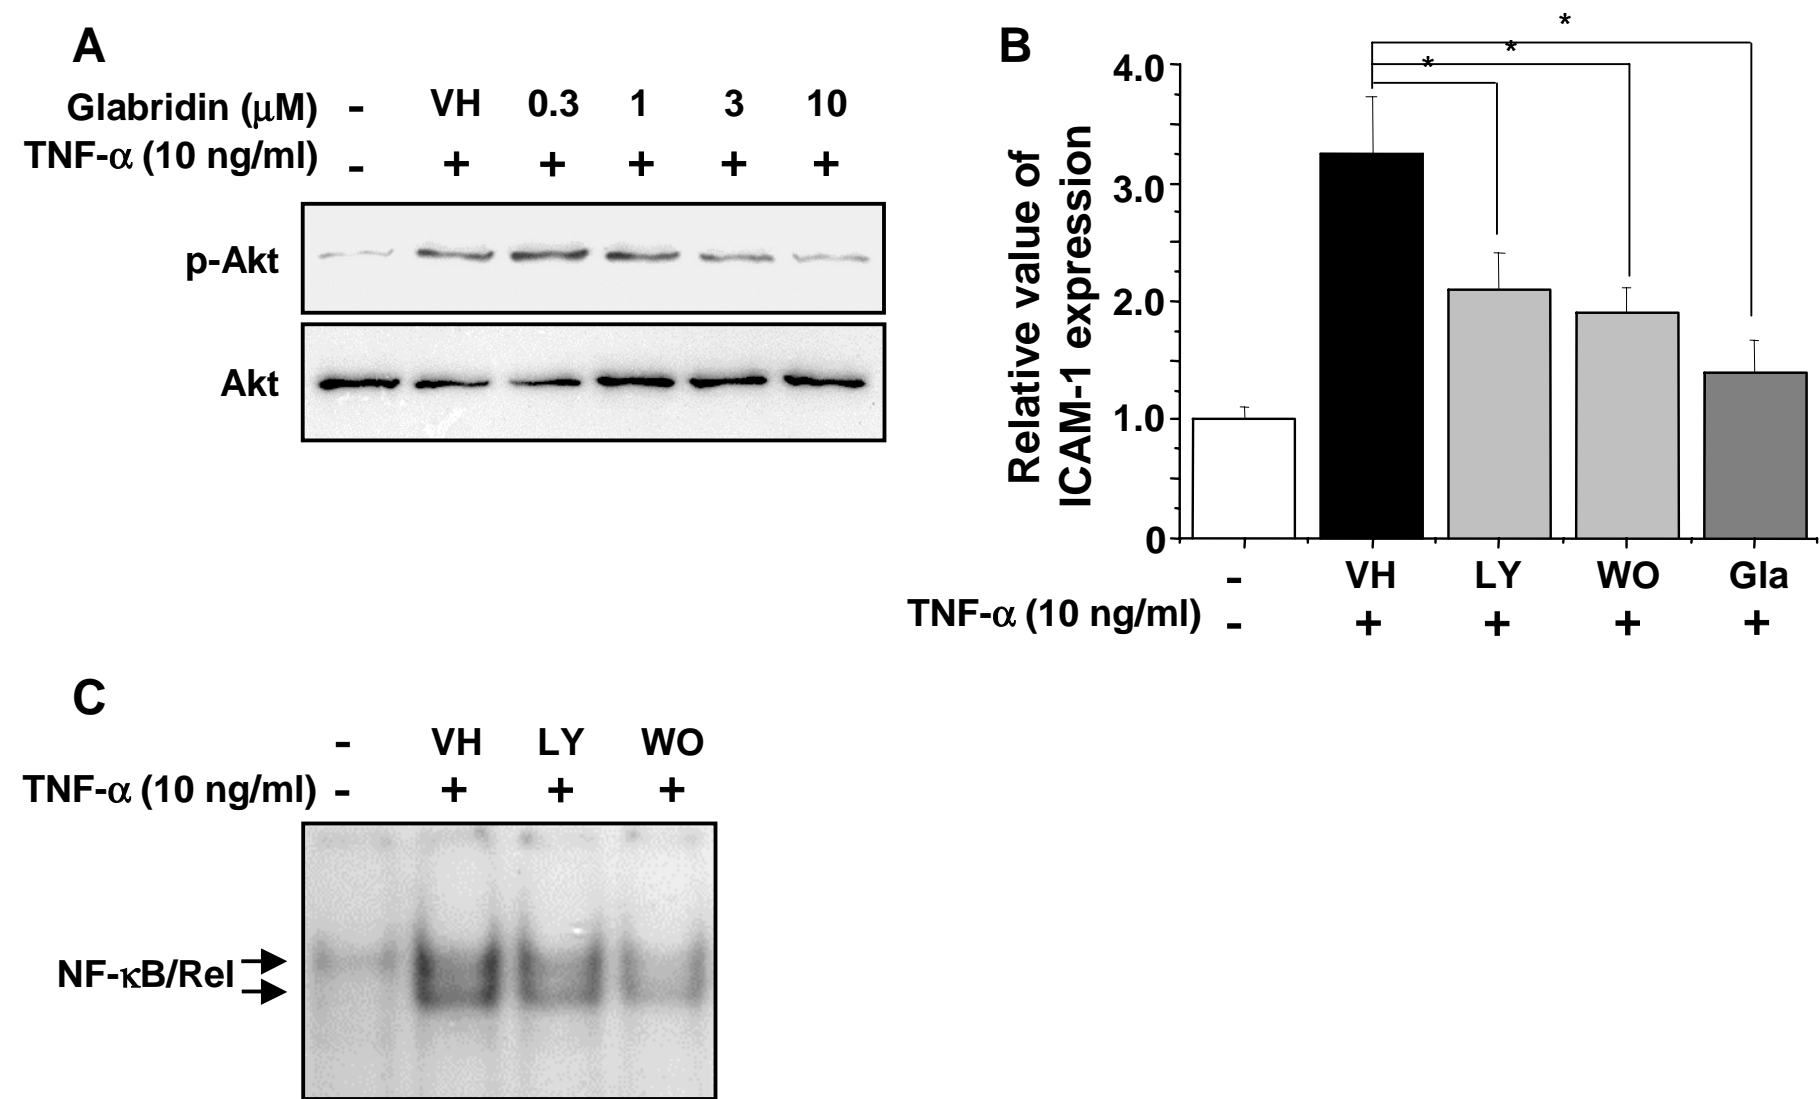 A
Glabridin (μM) - VH 0.3 1 3 10
TNF-α (10 ng/ml) - + + + + +
p-Akt
Akt
B
* * *
Relative value of
ICAM-1 expression
4.0
3.0
2.0
1.0
0
- VH LY WO Gla
TNF-α (10 ng/ml) - + + + +
C
- VH LY WO
TNF-α (10 ng/ml) - + + +
NF-κB/Rel